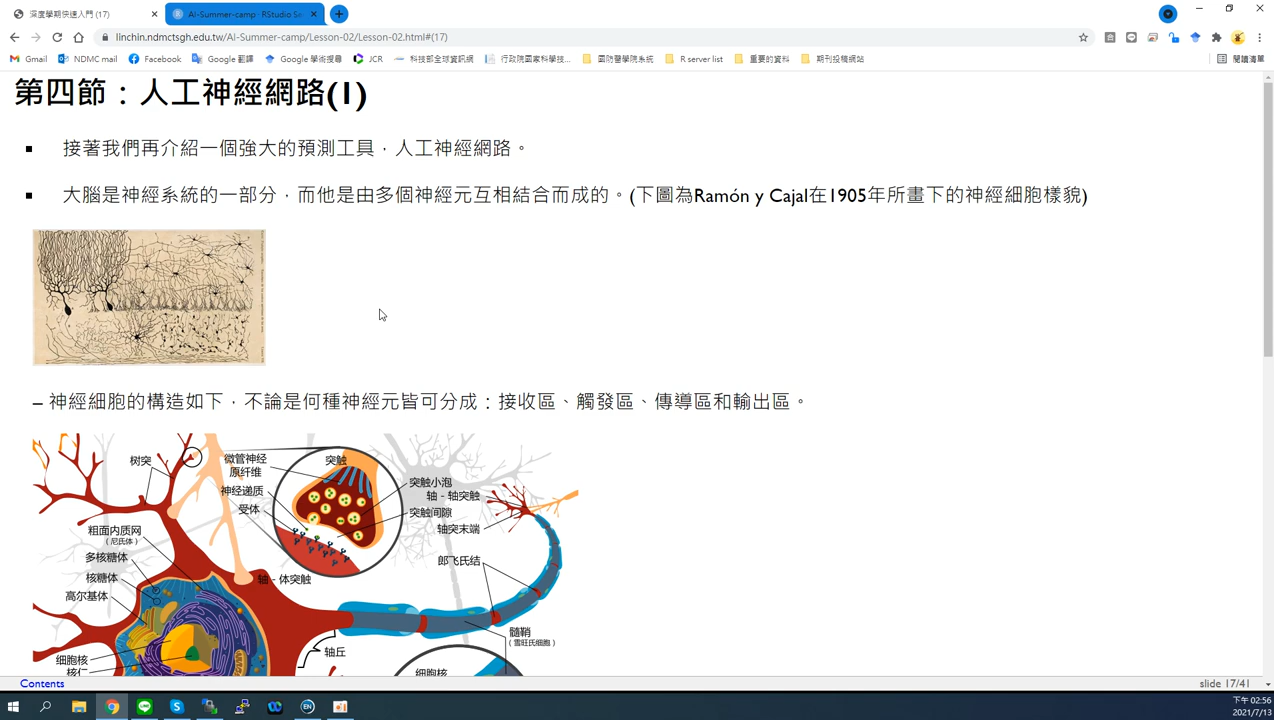 深度學期快速入門 (17)
AI-Summer-camp - RStudio Se
linchin.ndmctsgh.edu.tw/AI-Summer-camp/Lesson-02/Lesson-02.html#(17)
Gmail
NDMC mail
Facebook
Google 翻譯
Google 學術搜尋
JCR
科技部全球資訊網
行政院國家科學技...
國防醫學院系統
R server list
重要的資料
期刊投稿網站
閱讀清單
第四節：人工神經網路(1)
接著我們再介紹一個強大的預測工具，人工神經網路。
大腦是神經系統的一部分，而他是由多個神經元互相結合而成的。(下圖為Ramón y Cajal在1905年所畫下的神經細胞樣貌)
– 神經細胞的構造如下，不論是何種神經元皆可分成：接收區、觸發區、傳導區和輸出區。
树突
微管神经
原纤维
突触
神经递质
受体
突触小泡
轴 - 轴突触
突触间隙
轴突末端
粗面内质网
（尼氏体）
多核糖体
核糖体
高尔基体
轴 - 体突触
郎飞氏结
髓鞘
（雪旺氏细胞）
轴丘
细胞核
核仁
细胞核
Contents
slide 17/41
下午 02:56
2021/7/13